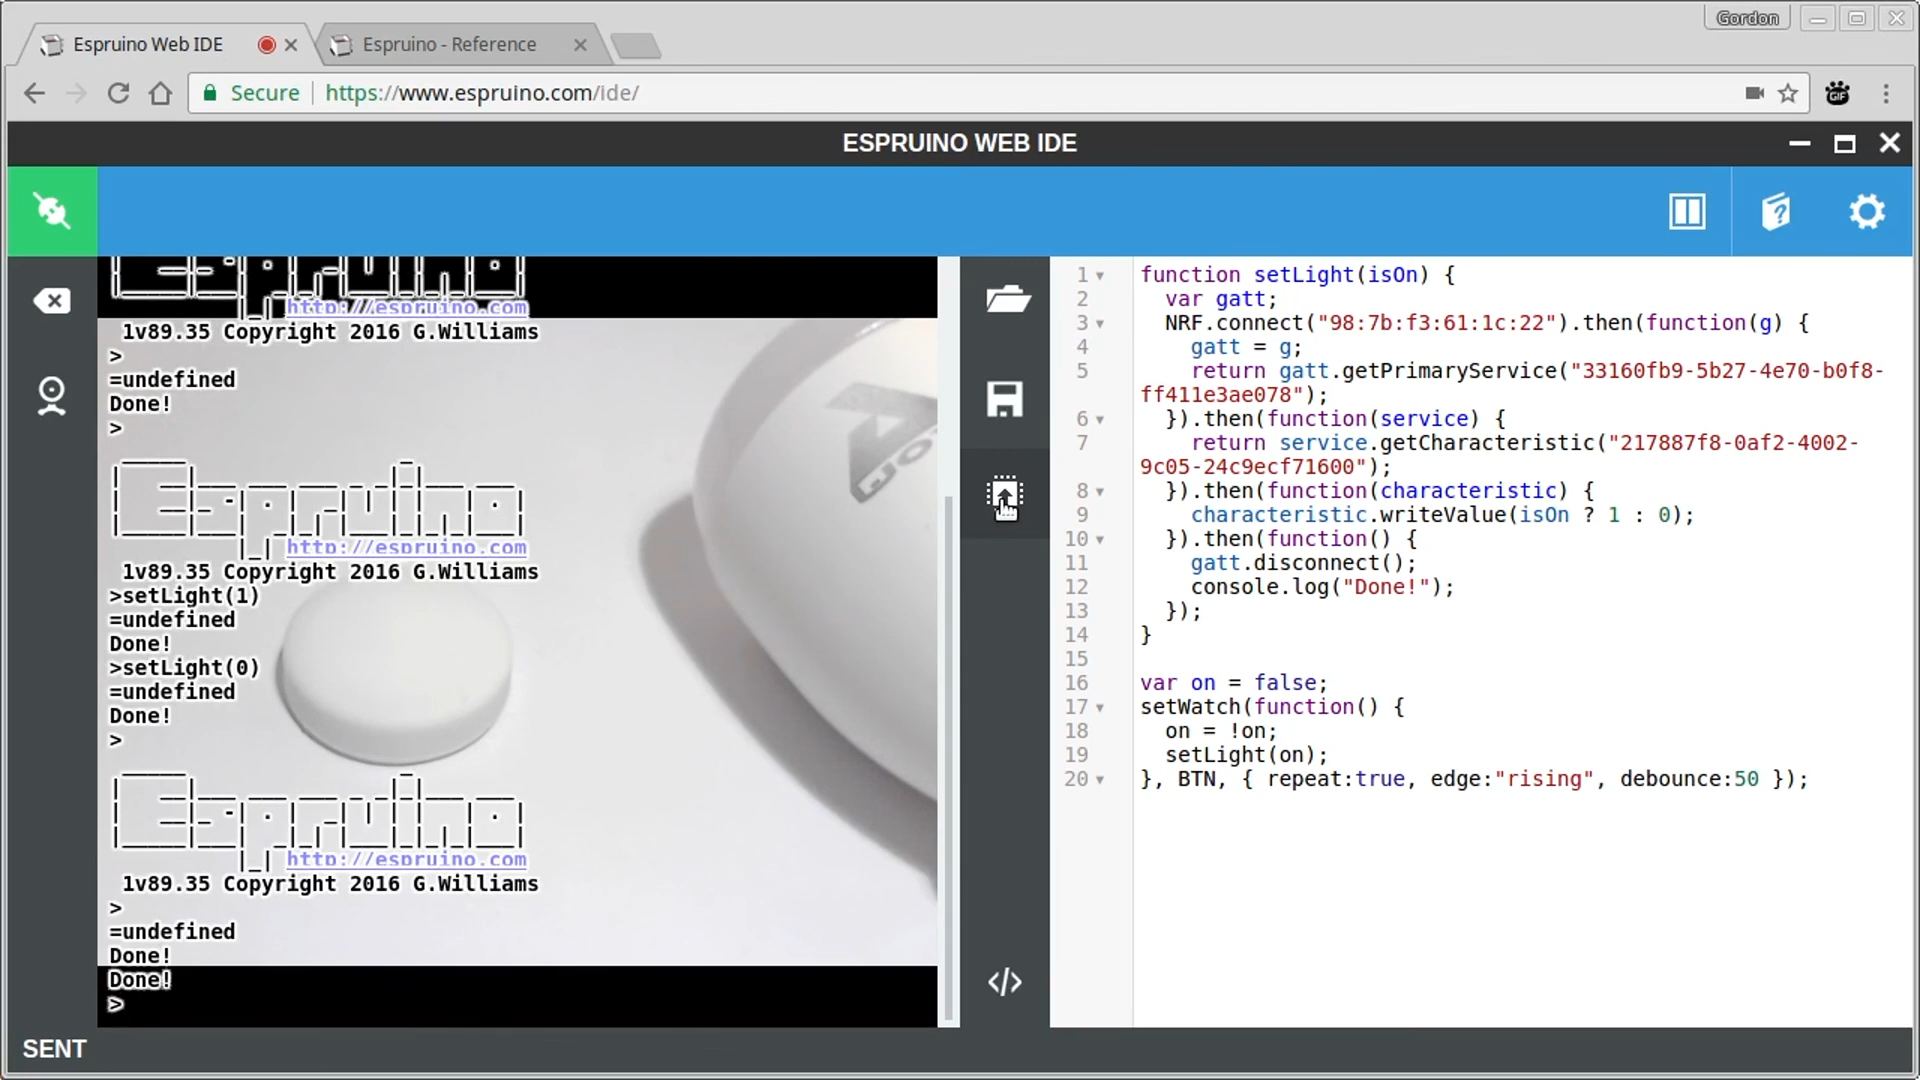 Gordon
Espruino Web IDE
Espruino - Reference
Secure https://www.espruino.com/ide/
GIF
ESPRUINO WEB IDE
http://espruino.com
1v89.35 Copyright 2016 G.Williams
>
=undefined
Done!
>
Espruino
http://espruino.com
1v89.35 Copyright 2016 G.Williams
>setLight(1)
=undefined
Done!
>setLight(0)
=undefined
Done!
>
Espruino
http://espruino.com
1v89.35 Copyright 2016 G.Williams
>
=undefined
Done!
Done!
>
1 function setLight(isOn) {
2 var gatt;
3 NRF.connect("98:7b:f3:61:1c:22").then(function(g) {
4 gatt = g;
5 return gatt.getPrimaryService("33160fb9-5b27-4e70-b0f8-
ff411e3ae078");
6 }).then(function(service) {
7 return service.getCharacteristic("217887f8-0af2-4002-
9c05-24c9ecf71600");
8 }).then(function(characteristic) {
9 characteristic.writeValue(isOn ? 1 : 0);
10 }).then(function() {
11 gatt.disconnect();
12 console.log("Done!");
13 });
14 }
15
16 var on = false;
17 setWatch(function() {
18 on = !on;
19 setLight(on);
20 }, BTN, { repeat:true, edge:"rising", debounce:50 });
SENT